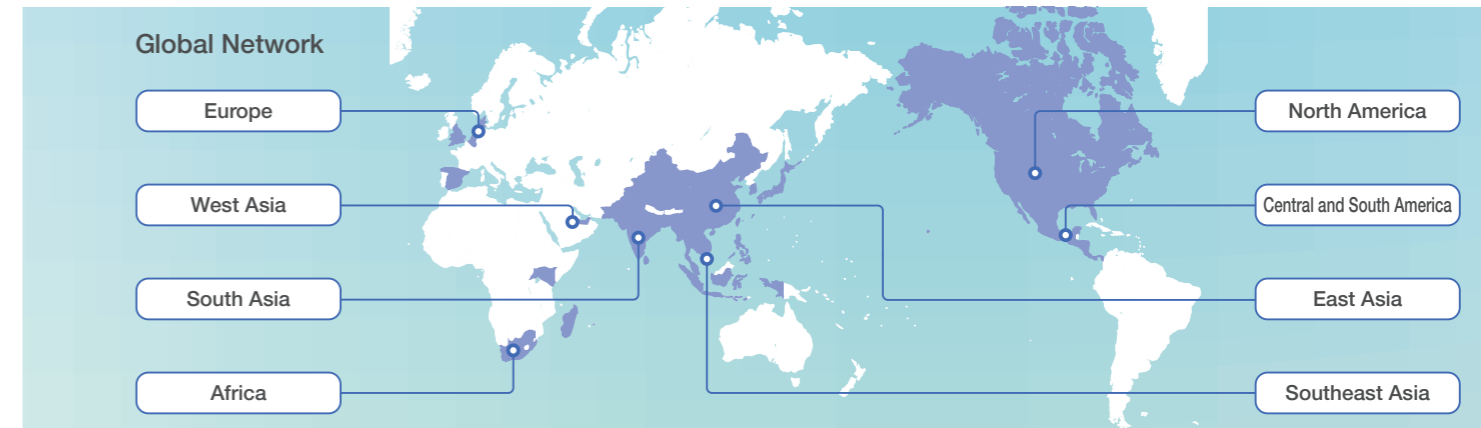 Global Network
Europe
West Asia
South Asia
Africa
North America
Central and South America
East Asia
Southeast Asia